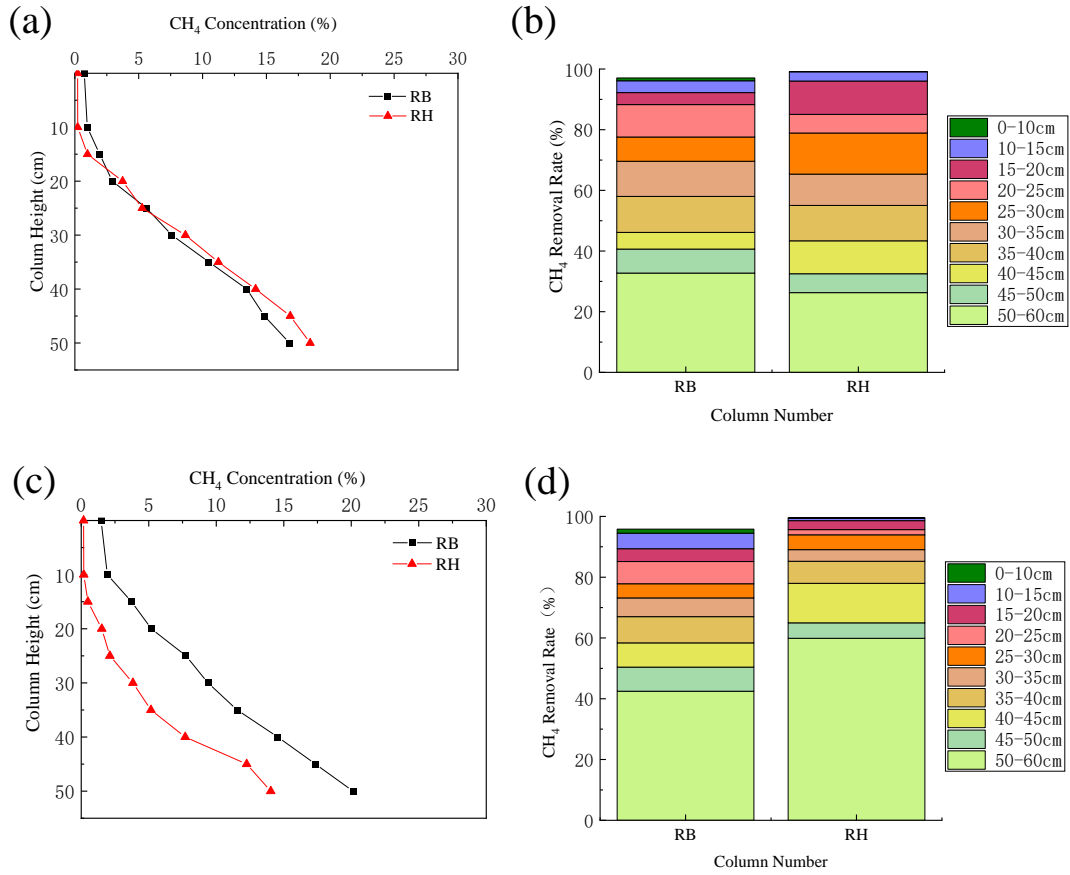 (a)
CH₄ Concentration (%)
0 5 10 15 20 25 30
RB
RH
10
20
30
40
50
Colum Height (cm)
(b)
100
80
60
40
20
0
CH₄ Removal Rate (%)
RB RH
Column Number
0-10cm
10-15cm
15-20cm
20-25cm
25-30cm
30-35cm
35-40cm
40-45cm
45-50cm
50-60cm
(c)
CH₄ Concentration (%)
0 5 10 15 20 25 30
RB
RH
10
20
30
40
50
Column Height (cm)
(d)
100
80
60
40
20
0
CH₄ Removal Rate（%）
RB RH
Column Number
0-10cm
10-15cm
15-20cm
20-25cm
25-30cm
30-35cm
35-40cm
40-45cm
45-50cm
50-60cm